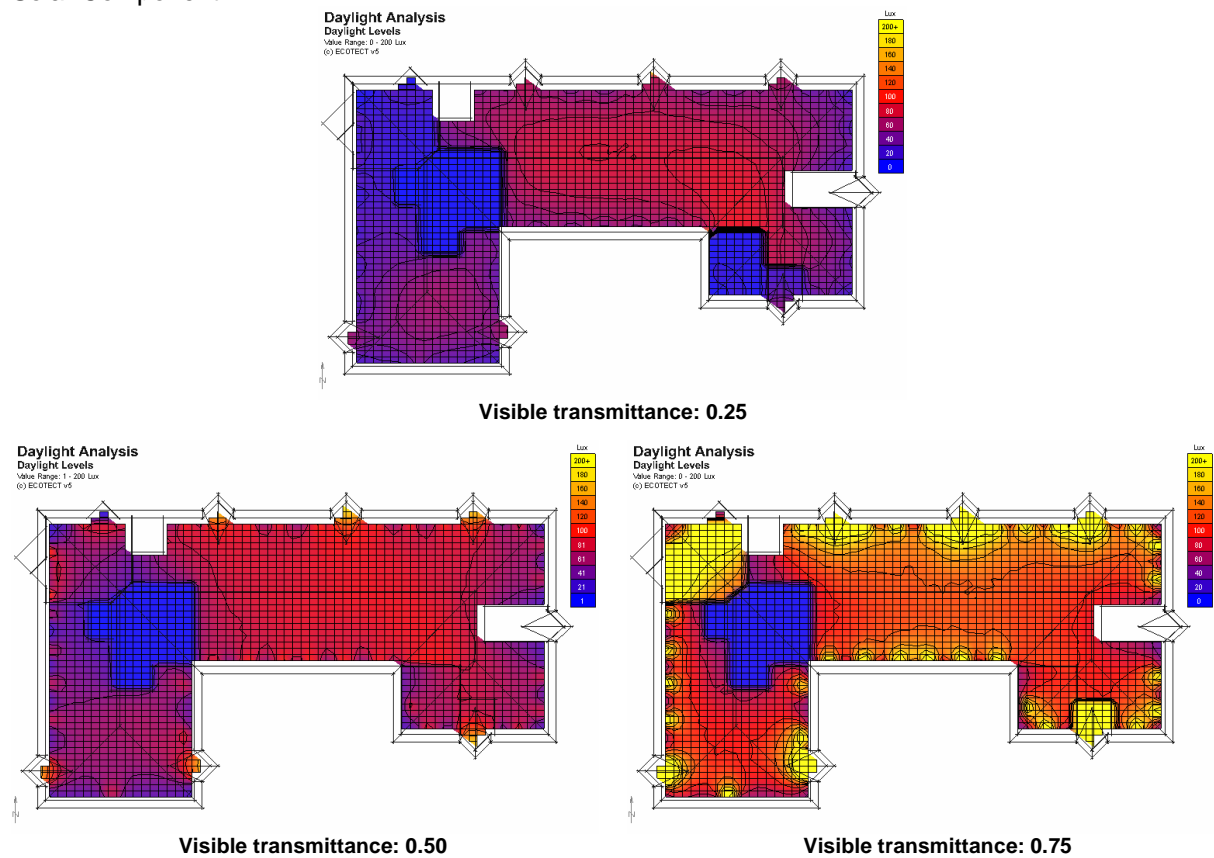 Daylight Analysis
Daylight Levels
Value Range: 0 - 200 Lux
(c) ECOTECT v5
Lux
200+
180
160
140
120
100
80
60
40
20
0
N
Visible transmittance: 0.25
Daylight Analysis
Daylight Levels
Value Range: 1 - 200 Lux
(c) ECOTECT v5
Lux
200+
180
160
140
120
100
81
61
41
21
1
N
Visible transmittance: 0.50
Daylight Analysis
Daylight Levels
Value Range: 0 - 200 Lux
(c) ECOTECT v5
Lux
200+
180
160
140
120
100
80
60
40
20
0
N
Visible transmittance: 0.75